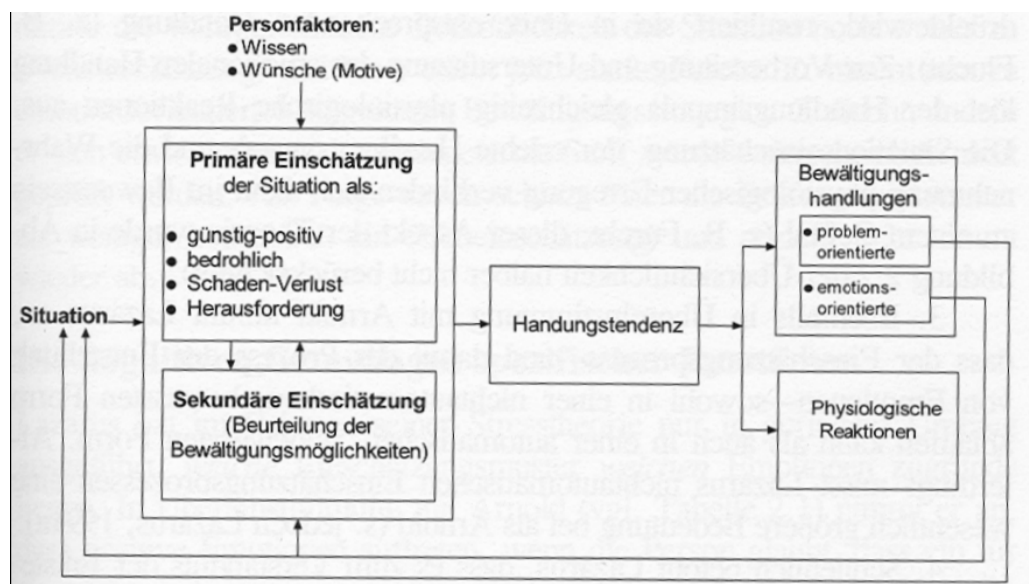 Personfaktoren:
● Wissen
● Wünsche (Motive)
Primäre Einschätzung
der Situation als:
● günstig-positiv
● bedrohlich
● Schaden-Verlust
● Herausforderung
Situation
Sekundäre Einschätzung
(Beurteilung der
Bewältigungsmöglichkeiten)
Handungstendenz
Bewältigungs-
handlungen
● problem-
orientierte
● emotions-
orientierte
Physiologische
Reaktionen